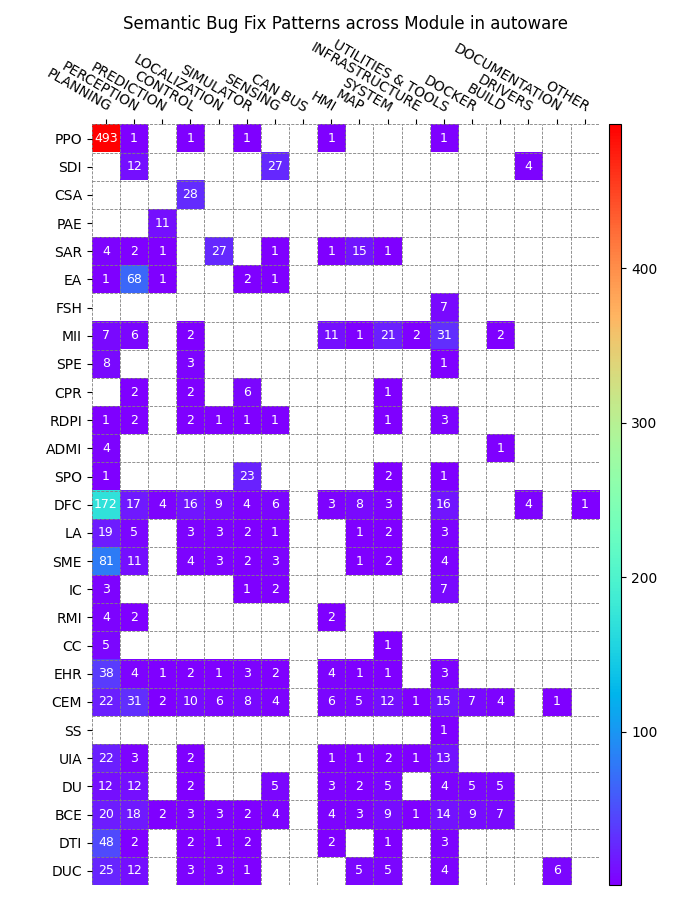 Semantic Bug Fix Patterns across Module in autoware
PLANNING
PERCEPTION
PREDICTION
CONTROL
LOCALIZATION
SIMULATOR
SENSING
CAN BUS
HMI
MAP
SYSTEM
INFRASTRUCTURE
UTILITIES & TOOLS
DOCKER
BUILD
DRIVERS
DOCUMENTATION
OTHER
PPO 493 1 1 1 1 1
SDI 12 27 4
CSA 28
PAE 11
SAR 4 2 1 27 1 1 15 1
EA 1 68 1 2 1
FSH 7
MII 7 6 2 11 1 21 2 31 2
SPE 8 3 1
CPR 2 2 6 1
RDPI 1 2 2 1 1 1 1 3
ADMI 4 1
SPO 1 23 2 1
DFC 172 17 4 16 9 4 6 3 8 3 16 4 1
LA 19 5 3 3 2 1 1 2 3
SME 81 11 4 3 2 3 1 2 4
IC 3 1 2 7
RMI 4 2 2
CC 5 1
EHR 38 4 1 2 1 3 2 4 1 1 3
CEM 22 31 2 10 6 8 4 6 5 12 1 15 7 4 1
SS 1
UIA 22 3 2 1 1 2 1 13
DU 12 12 2 5 3 2 5 4 5 5
BCE 20 18 2 3 3 2 4 4 3 9 1 14 9 7
DTI 48 2 2 1 2 2 1 3
DUC 25 12 3 3 1 5 5 4 6
400
300
200
100